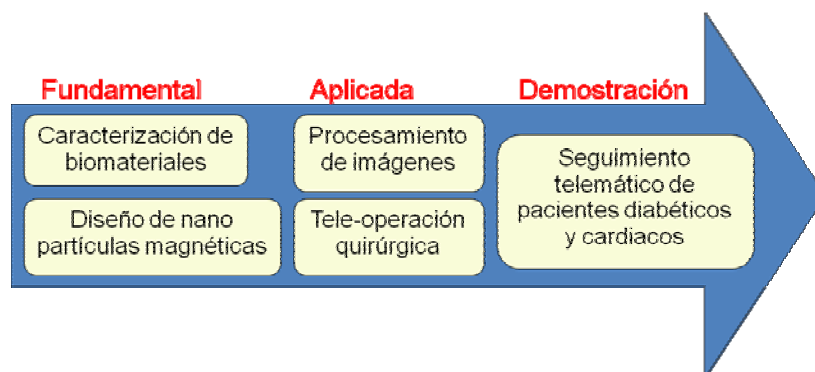 Fundamental
Caracterización de
biomateriales
Diseño de nano
partículas magnéticas
Aplicada
Procesamiento
de imágenes
Tele-operación
quirúrgica
Demostración
Seguimiento
telemático de
pacientes diabéticos
y cardiacos